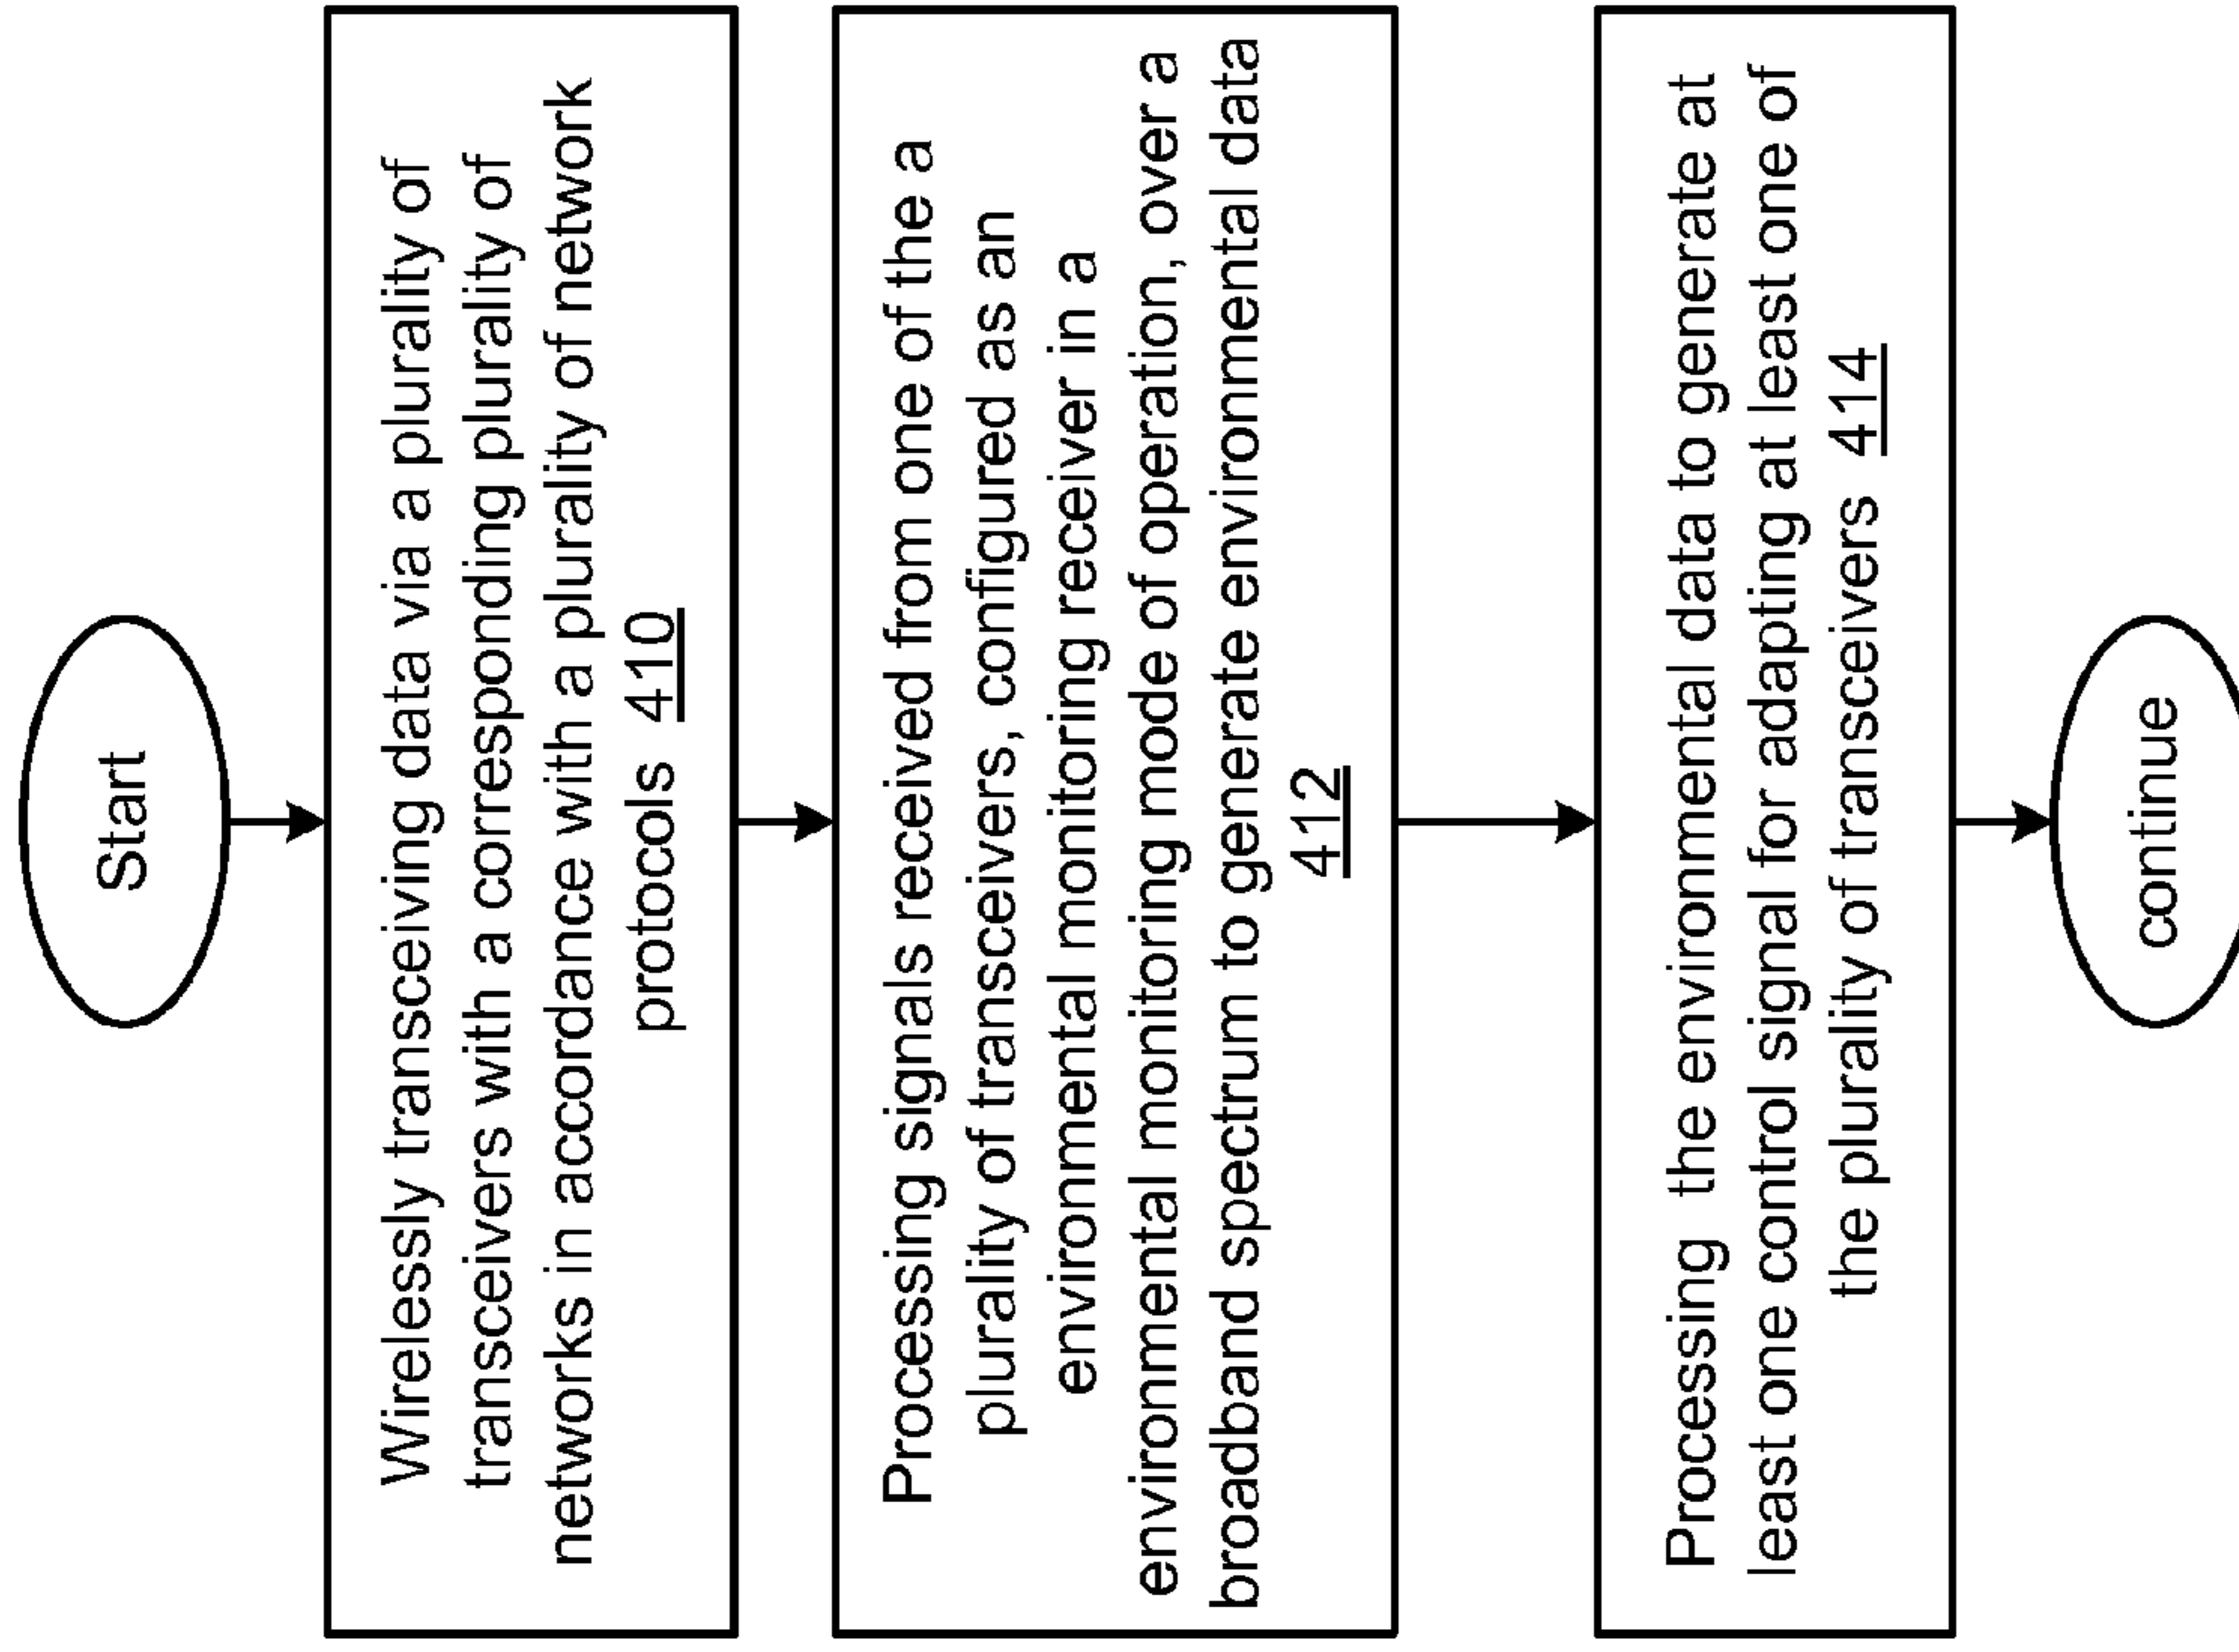 Start
Wirelessly transceiving data via a plurality of
transceivers with a corresponding plurality of
networks in accordance with a plurality of network
protocols 410
Processing signals received from one of the a
plurality of transceivers, configured as an
environmental monitoring receiver in a
environmental monitoring mode of operation, over a
broadband spectrum to generate environmental data
412
Processing the environmental data to generate at
least one control signal for adapting at least one of
the plurality of transceivers 414
continue